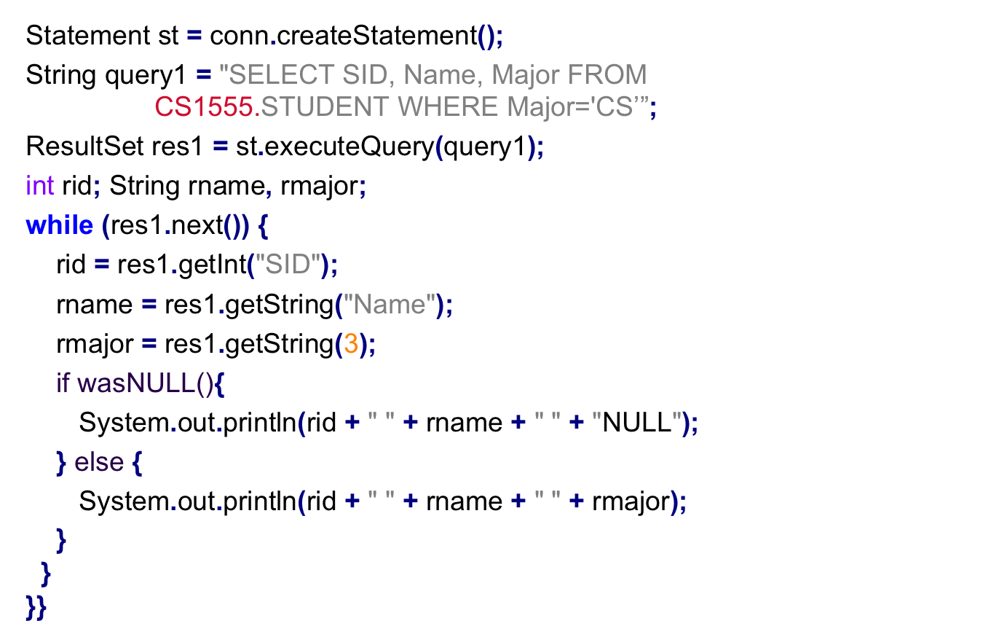 Statement st = conn.createStatement();
String query1 = "SELECT SID, Name, Major FROM
CS1555.STUDENT WHERE Major='CS’”;
ResultSet res1 = st.executeQuery(query1);
int rid; String rname, rmajor;
while (res1.next()) {
rid = res1.getInt("SID");
rname = res1.getString("Name");
rmajor = res1.getString(3);
if wasNULL(){
System.out.println(rid + " " + rname + " " + "NULL");
} else {
System.out.println(rid + " " + rname + " " + rmajor);
}
}
}}